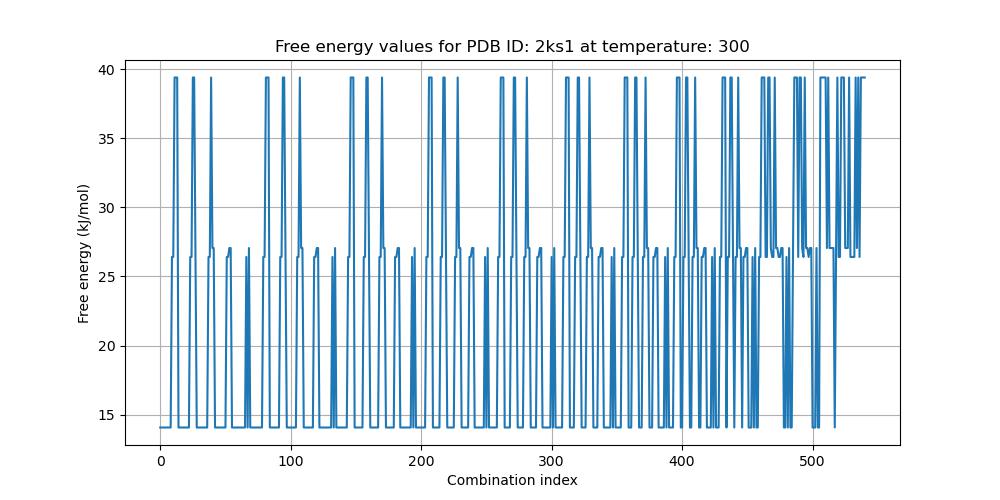 Free energy values for PDB ID: 2ks1 at temperature: 300
40
35
30
25
20
15
Free energy (kJ/mol)
0 100 200 300 400 500
Combination index